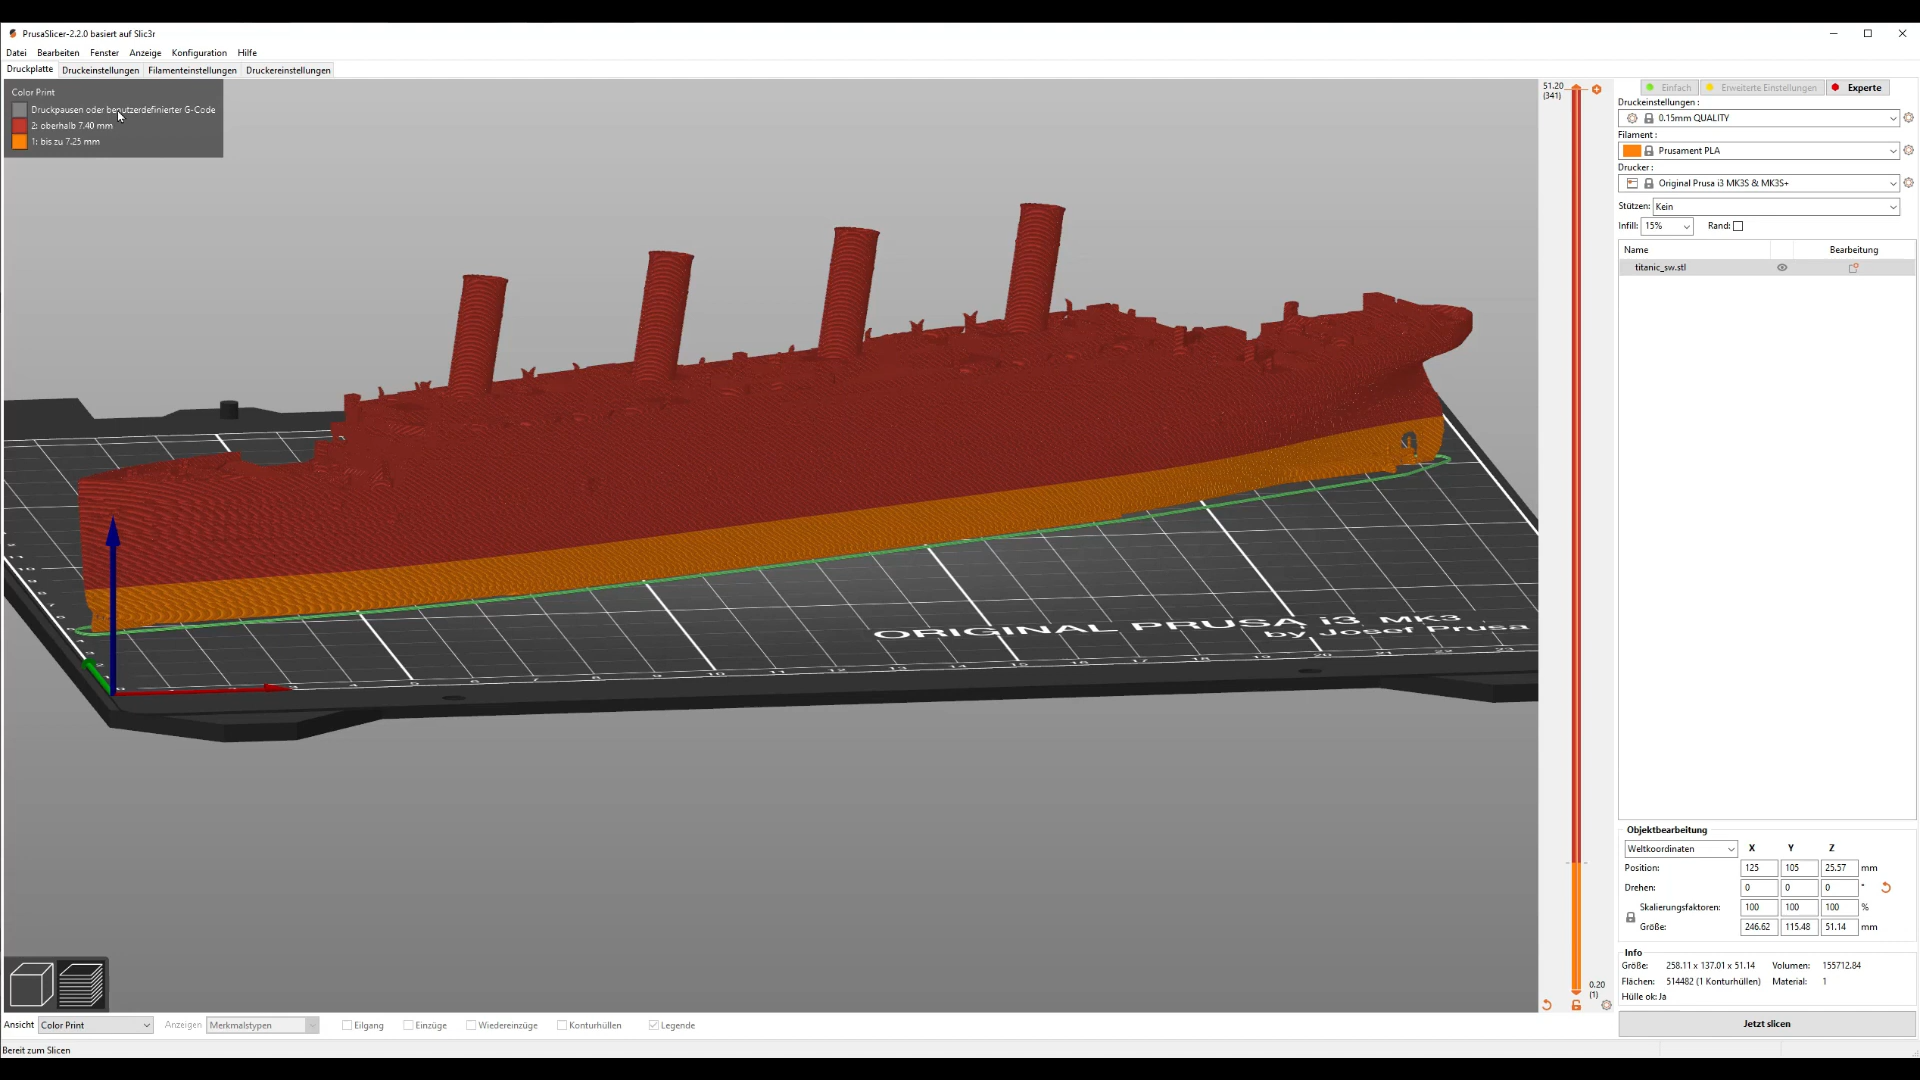 PrusaSlicer-2.2.0 basiert auf Slic3r
Datei Bearbeiten Fenster Anzeige Konfiguration Hilfe
Druckplatte Druckeinstellungen Filamenteinstellungen Druckereinstellungen
Color Print
Druckpausen oder benutzerdefinierter G-Code
2: oberhalb 7.40 mm
1: bis zu 7.25 mm
ORIGINAL PRUSA i3 MK3
by Josef Prusa
51.20
(341)
0.20
(1)
Einfach Erweiterte Einstellungen Experte
Druckeinstellungen :
0.15mm QUALITY
Filament :
Prusament PLA
Drucker :
Original Prusa i3 MK3S & MK3S+
Stützen: Kein
Infill: 15% Rand:
Name Bearbeitung
titanic_sw.stl
Objektbearbeitung
Weltkoordinaten X Y Z
Position: 125 105 25.57 mm
Drehen: 0 0 0 °
Skalierungsfaktoren: 100 100 100 %
Größe: 246.62 115.48 51.14 mm
Info
Größe: 258.11 x 137.01 x 51.14 Volumen: 155712.84
Flächen: 514482 (1 Konturhüllen) Material: 1
Hülle ok: Ja
Jetzt slicen
Ansicht Color Print Anzeigen Merkmalstypen Eilgang Einzüge Wiedereinzüge Konturhüllen Legende
Bereit zum Slicen